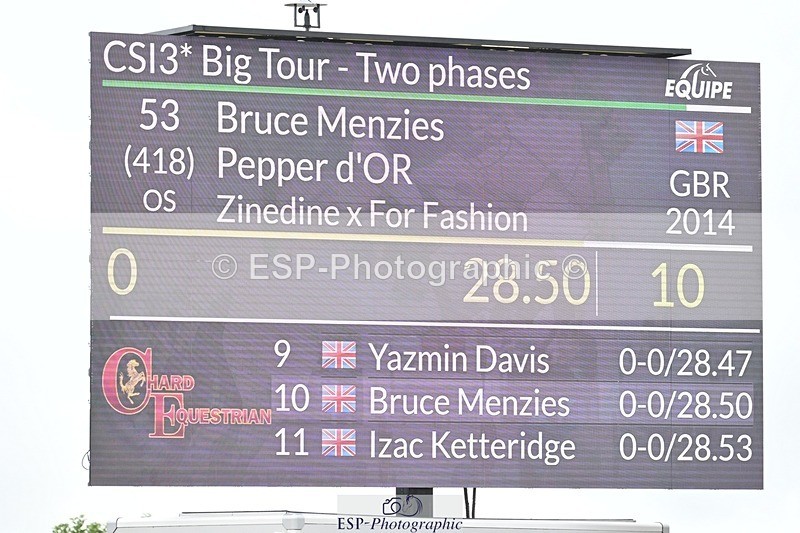 CSI3* Big Tour - Two phases
EQUIPE
53 Bruce Menzies
(418) Pepper d'OR GBR
OS Zinedine x For Fashion 2014
0 28.50 10
© ESP-Photographic ©
9 Yazmin Davis 0-0/28.47
10 Bruce Menzies 0-0/28.50
11 Izac Ketteridge 0-0/28.53
CHARD
EQUESTRIAN
ESP-Photographic